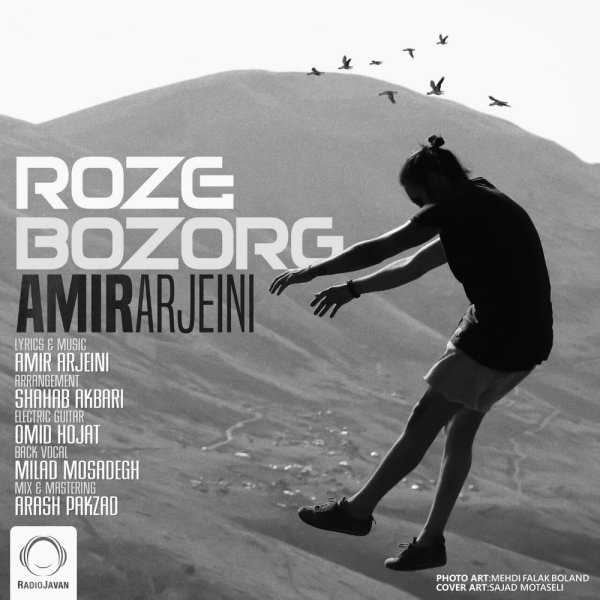 ROZE
BOZORG
AMIRARJEINI
LYRICS & MUSIC
AMIR ARJEINI
ARRANGEMENT
SHAHAB AKBARI
ELECTRIC GUITAR
OMID HOJAT
BACK VOCAL
MILAD MOSADEGH
MIX & MASTERING
ARASH PAKZAD
RADIOJAVAN
PHOTO ART:MEHDI FALAK BOLAND
COVER ART:SAJAD MOTASELI